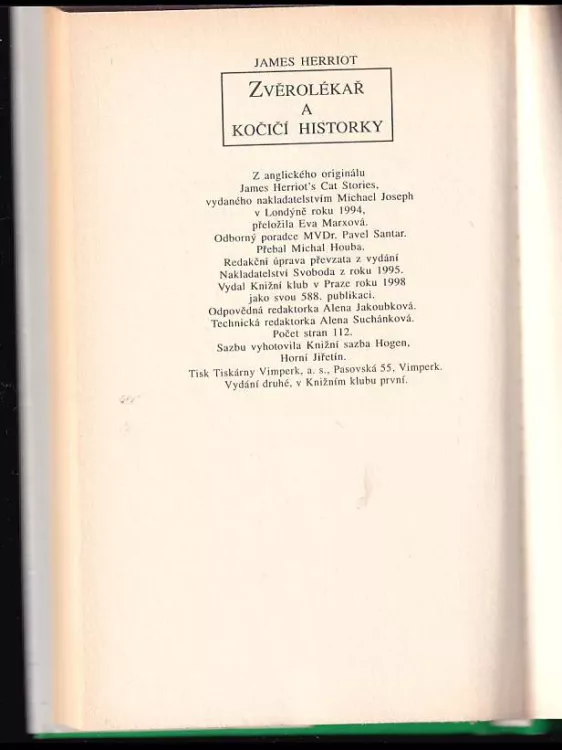 JAMES HERRIOT
ZVĚROLÉKAŘ
A
KOČIČÍ HISTORKY
Z anglického originálu
James Herriot's Cat Stories,
vydaného nakladatelstvím Michael Joseph
v Londýně roku 1994,
přeložila Eva Marxová.
Odborný poradce MVDr. Pavel Santar.
Přebal Michal Houba.
Redakční úprava převzata z vydání
Nakladatelství Svoboda z roku 1995.
Vydal Knižní klub v Praze roku 1998
jako svou 588. publikaci.
Odpovědná redaktorka Alena Jakoubková.
Technická redaktorka Alena Suchánková.
Počet stran 112.
Sazbu vyhotovila Knižní sazba Hogen,
Horní Jiřetín.
Tisk Tiskárny Vimperk, a. s., Pasovská 55, Vimperk.
Vydání druhé, v Knižním klubu první.